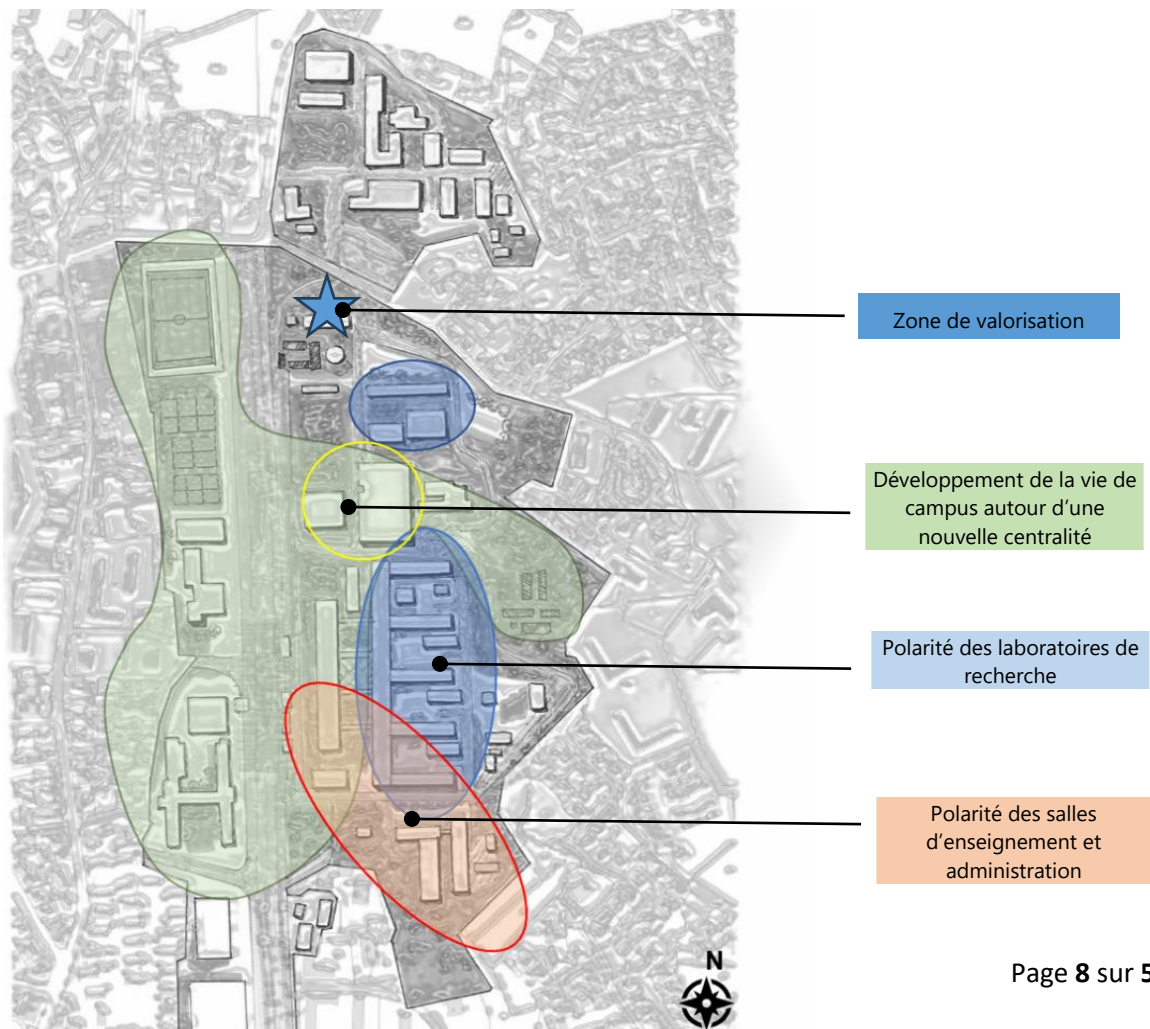 Zone de valorisation
Développement de la vie de
campus autour d'une
nouvelle centralité
Polarité des laboratoires de
recherche
Polarité des salles
d'enseignement et
administration
N
Page 8 sur 5